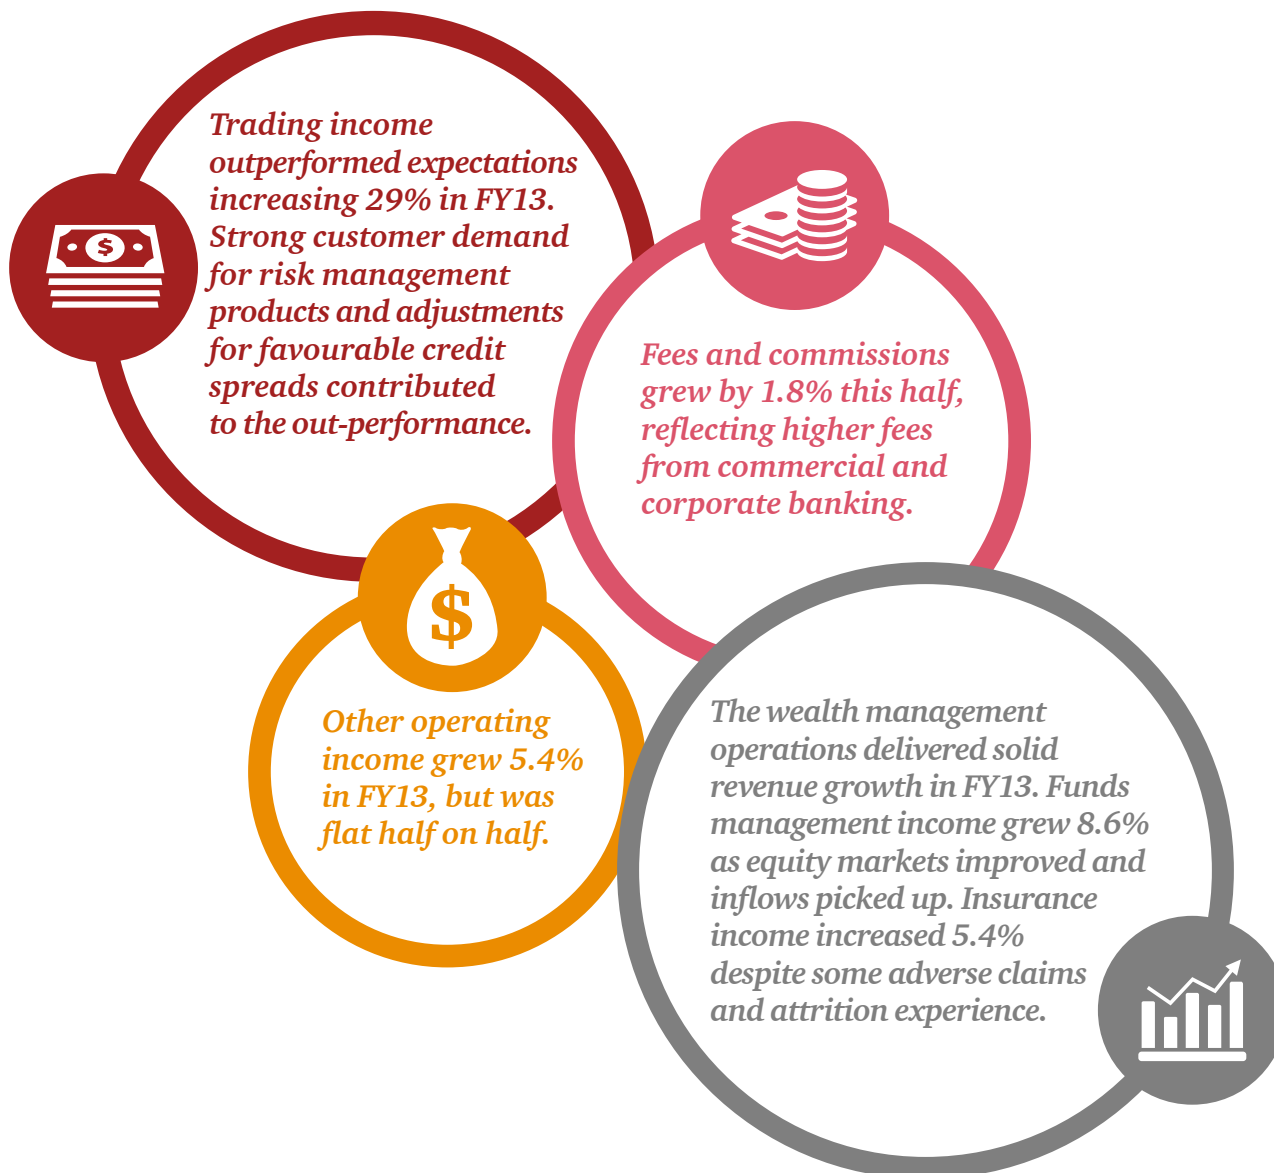 Trading income
outperformed expectations
increasing 29% in FY13.
Strong customer demand
for risk management
products and adjustments
for favourable credit
spreads contributed
to the out-performance.
Fees and commissions
grew by 1.8% this half,
reflecting higher fees
from commercial and
corporate banking.
$
$
Other operating
income grew 5.4%
in FY13, but was
flat half on half.
The wealth management
operations delivered solid
revenue growth in FY13. Funds
management income grew 8.6%
as equity markets improved and
inflows picked up. Insurance
income increased 5.4%
despite some adverse claims
and attrition experience.